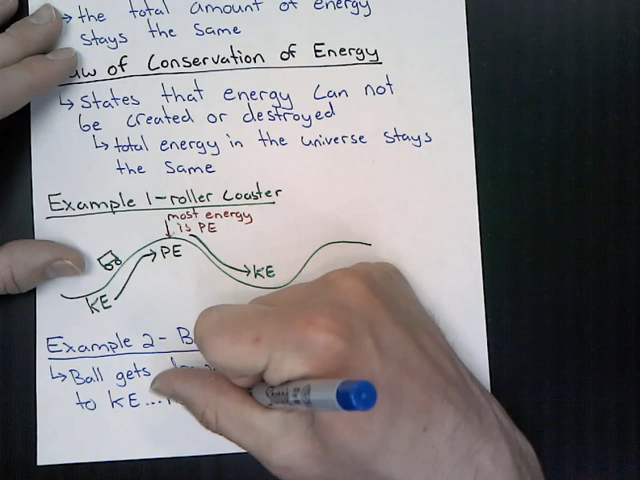 ↳ the total amount of energy
stays the same
Law of Conservation of Energy
↳ States that energy can not
be created or destroyed
↳ total energy in the universe stays
the same
Example 1 - roller coaster
most energy
is PE
PE
KE
KE
Example 2 - B
↳ Ball gets
to KE...